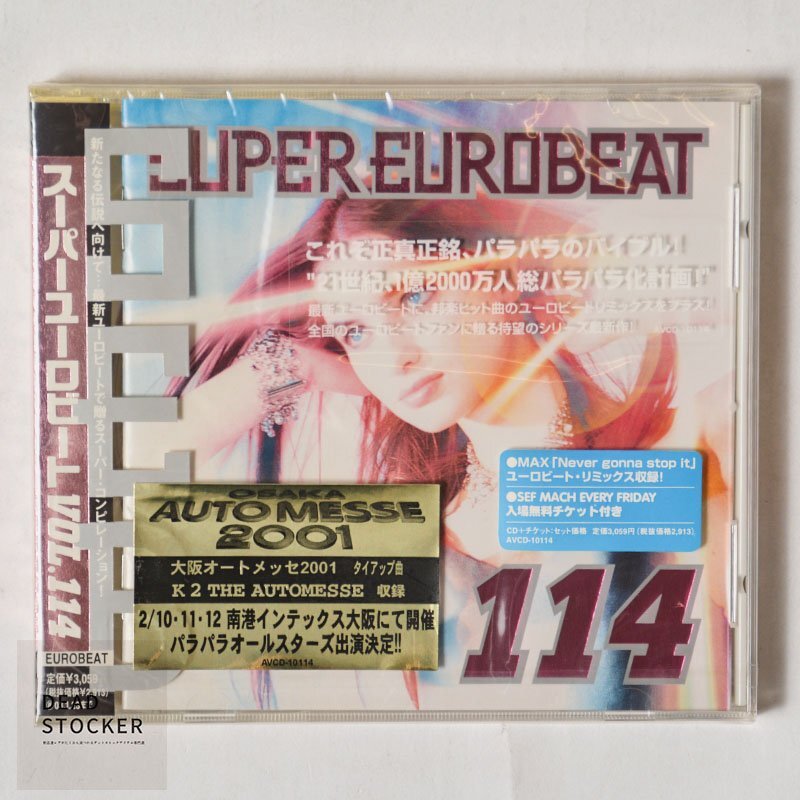 SUPER EUROBEAT
これぞ正真正銘、パラパラのバイブル!
"21世紀、1億2000万人総パラパラ化計画!"
最新ユーロビートに、邦楽ヒット曲のユーロビートリミックスをプラス!!
全国のユーロビートファンに贈る待望のシリーズ最新作!
AVCD-10114
●MAX「Never gonna stop it」
ユーロビート・リミックス収録!
●SEF MACH EVERY FRIDAY
入場無料チケット付き
CD+チケット:セット価格 定価3,059円(税抜価格¥2,913)
AVCD-10114
OSAKA
AUTO MESSE
2001
大阪オートメッセ2001 タイアップ曲
K 2 THE AUTOMESSE 収録
2/10・11・12 南港インテックス大阪にて開催
パラパラオールスターズ出演決定!!
AVCD-10114
114
スーパーユーロビート VOL.114
新たなる伝説へ向けて・最新ユーロビートで贈るスーパー・コンピレーション!
EUROBEAT
定価¥3,059
(税抜価格¥2,913)
DEAD
STOCKER